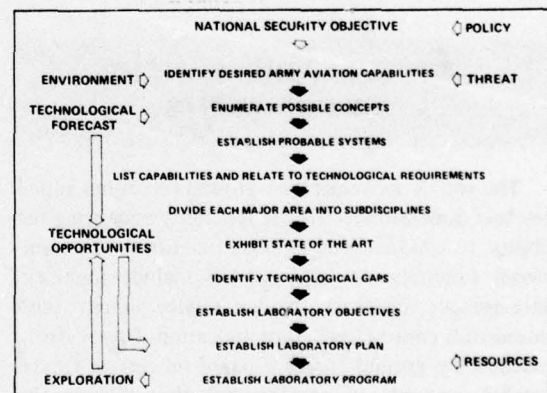 NATIONAL SECURITY OBJECTIVE
POLICY
ENVIRONMENT
IDENTIFY DESIRED ARMY AVIATION CAPABILITIES
THREAT
TECHNOLOGICAL
FORECAST
ENUMERATE POSSIBLE CONCEPTS
ESTABLISH PROBABLE SYSTEMS
LIST CAPABILITIES AND RELATE TO TECHNOLOGICAL REQUIREMENTS
DIVIDE EACH MAJOR AREA INTO SUBDISCIPLINES
TECHNOLOGICAL
OPPORTUNITIES
EXHIBIT STATE OF THE ART
IDENTIFY TECHNOLOGICAL GAPS
ESTABLISH LABORATORY OBJECTIVES
ESTABLISH LABORATORY PLAN
RESOURCES
EXPLORATION
ESTABLISH LABORATORY PROGRAM